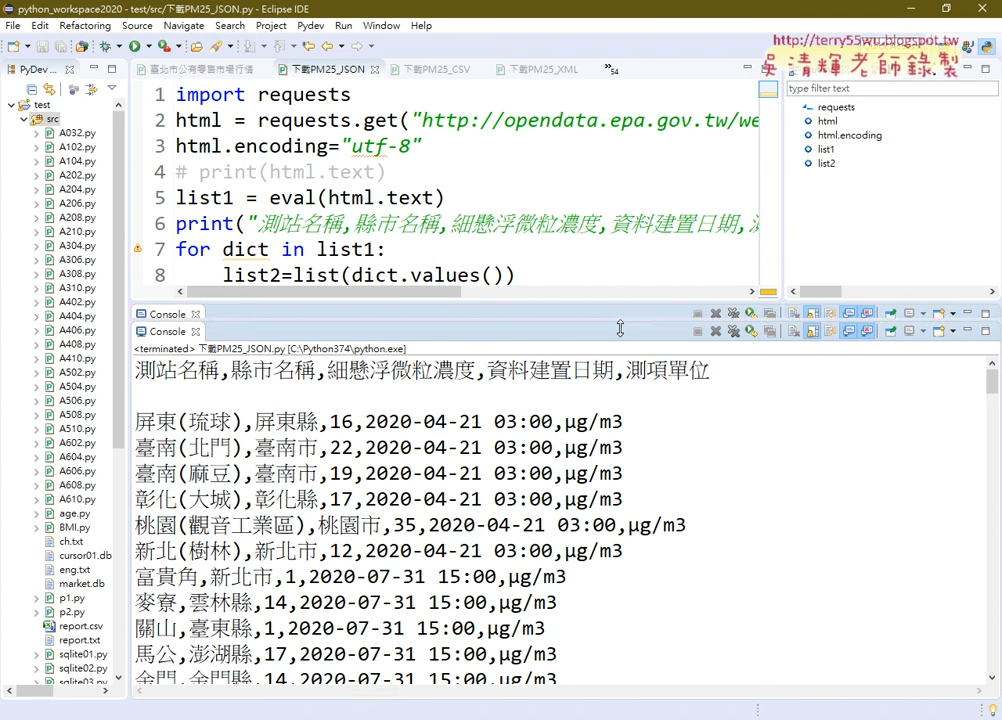 python_workspace2020 - test/src/下載PM25_JSON.py - Eclipse IDE
File Edit Refactoring Source Navigate Search Project Pydev Run Window Help
http://terry55wu.blogspot.tw
吳清輝老師錄製
PyDev ...
臺北市公有零售市場行情 下載PM25_JSON 下載PM25_CSV 下載PM25_XML »54
type filter text
requests
html
html.encoding
list1
list2
test
src
A032.py
A102.py
A104.py
A202.py
A204.py
A206.py
A208.py
A210.py
A304.py
A306.py
A308.py
A310.py
A402.py
A404.py
A406.py
A408.py
A410.py
A502.py
A504.py
A506.py
A508.py
A510.py
A602.py
A604.py
A606.py
A608.py
A610.py
age.py
BMI.py
ch.txt
cursor01.db
eng.txt
market.db
p1.py
p2.py
report.csv
report.txt
sqlite01.py
sqlite02.py
sqlite03.py
1 import requests
2 html = requests.get("http://opendata.epa.gov.tw/we
3 html.encoding="utf-8"
4 # print(html.text)
5 list1 = eval(html.text)
6 print("測站名稱,縣市名稱,細懸浮微粒濃度,資料建置日期,測
7 for dict in list1:
8 list2=list(dict.values())
Console
Console
<terminated> 下載PM25_JSON.py [C:\Python374\python.exe]
測站名稱,縣市名稱,細懸浮微粒濃度,資料建置日期,測項單位
屏東(琉球),屏東縣,16,2020-04-21 03:00,μg/m3
臺南(北門),臺南市,22,2020-04-21 03:00,μg/m3
臺南(麻豆),臺南市,19,2020-04-21 03:00,μg/m3
彰化(大城),彰化縣,17,2020-04-21 03:00,μg/m3
桃園(觀音工業區),桃園市,35,2020-04-21 03:00,μg/m3
新北(樹林),新北市,12,2020-04-21 03:00,μg/m3
富貴角,新北市,1,2020-07-31 15:00,μg/m3
麥寮,雲林縣,14,2020-07-31 15:00,μg/m3
關山,臺東縣,1,2020-07-31 15:00,μg/m3
馬公,澎湖縣,17,2020-07-31 15:00,μg/m3
金門,金門縣,14,2020-07-31 15:00,μg/m3